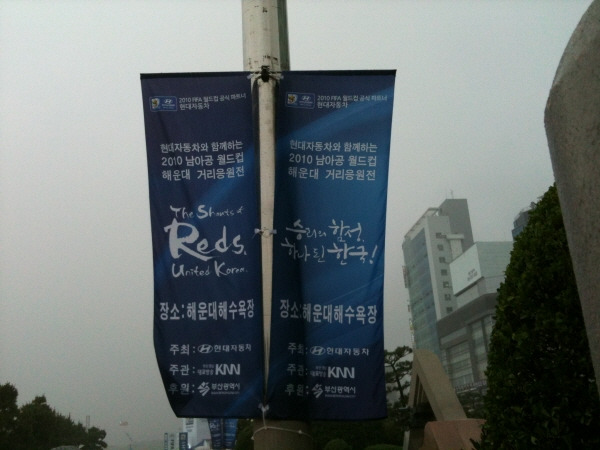 2010 FIFA 월드컵 공식 파트너
현대자동차
현대자동차와 함께하는
2010 남아공 월드컵
해운대 거리응원전
The Shouts of
Reds,
United Korea.
장소:해운대해수욕장
주최: 현대자동차
주관: KNN
후원: 부산광역시
2010 FIFA 월드컵 공식 파트너
현대자동차
현대자동차와 함께하는
2010 남아공 월드컵
해운대 거리응원전
승리의 함성,
하나 된 한국!
장소:해운대해수욕장
주최: 현대자동차
주관: KNN
후원: 부산광역시